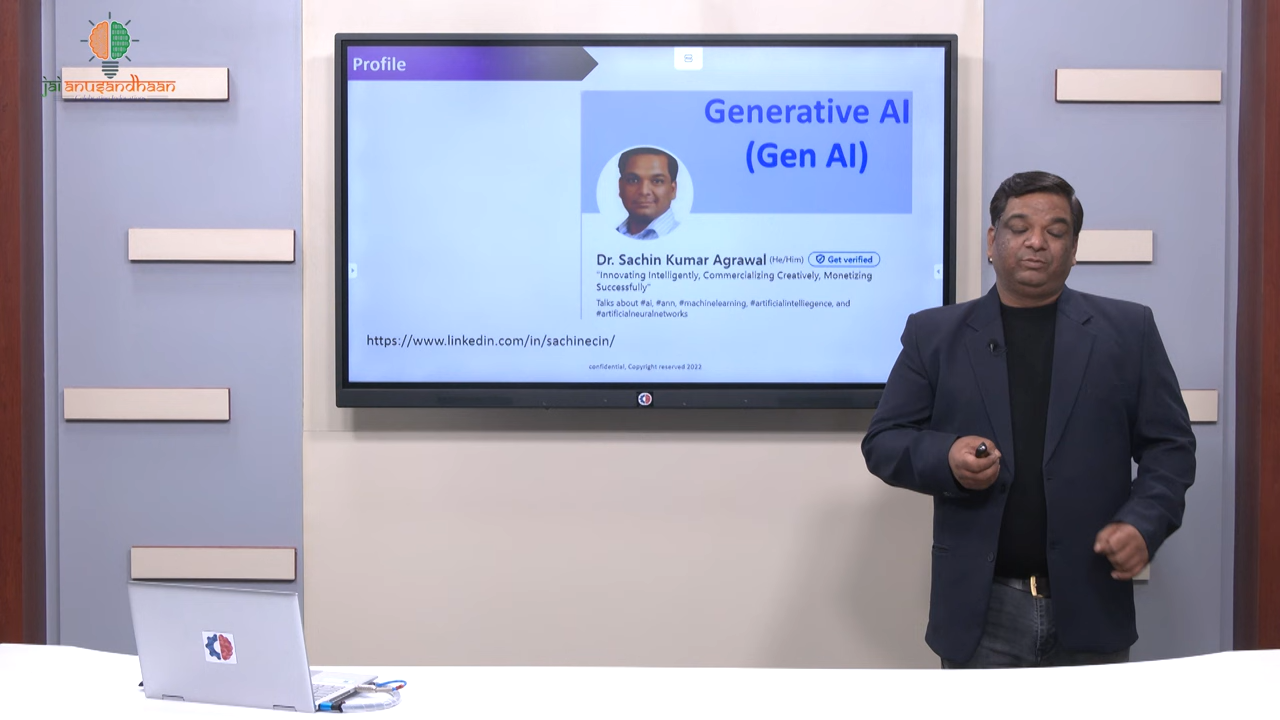 jai anusandhaan
Profile
Generative AI
(Gen AI)
Dr. Sachin Kumar Agrawal (He/Him) Get verified
"Innovating Intelligently, Commercializing Creatively, Monetizing
Successfully"
Talks about #ai, #ann, #machinelearning, #artificialintelliegence, and
#artificialneuralnetworks
https://www.linkedin.com/in/sachinecin/
confidential, Copyright reserved 2022